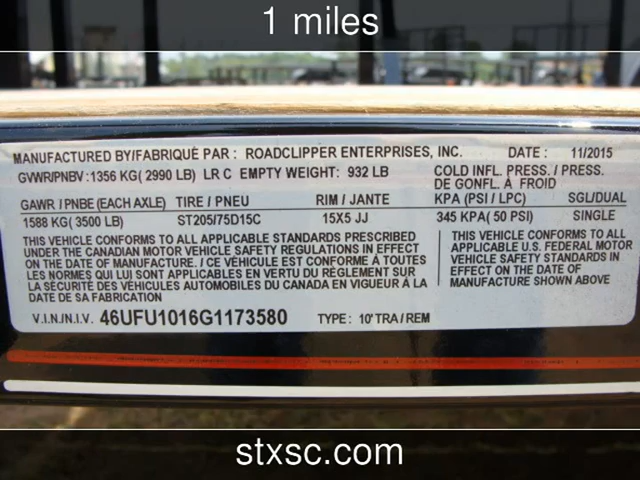 1 miles
MANUFACTURED BY/FABRIQUÉ PAR : ROADCLIPPER ENTERPRISES, INC. DATE : 11/2015
GVWR/PNBV :1356 KG( 2990 LB) LR C EMPTY WEIGHT: 932 LB
COLD INFL. PRESS. / PRESS.
DE GONFL. À FROID
GAWR / PNBE (EACH AXLE) TIRE / PNEU RIM / JANTE KPA (PSI / LPC) SGL/DUAL
1588 KG( 3500 LB) ST205/75D15C 15X5 JJ 345 KPA( 50 PSI) SINGLE
THIS VEHICLE CONFORMS TO ALL APPLICABLE STANDARDS PRESCRIBED
UNDER THE CANADIAN MOTOR VEHICLE SAFETY REGULATIONS IN EFFECT
ON THE DATE OF MANUFACTURE. / CE VÉHICULE EST CONFORME À TOUTES
LES NORMES QUI LUI SONT APPLICABLES EN VERTU DU RÈGLEMENT SUR
LA SÉCURITÉ DES VÉHICULES AUTOMOBILES DU CANADA EN VIGUEUR À LA
DATE DE SA FABRICATION.
THIS VEHICLE CONFORMS TO ALL
APPLICABLE U.S. FEDERAL MOTOR
VEHICLE SAFETY STANDARDS
IN EFFECT ON THE DATE OF
MANUFACTURE SHOWN ABOVE
V.I.N./N.I.V. 46UFU1016G1173580 TYPE : 10' TRA / REM
stxsc.com